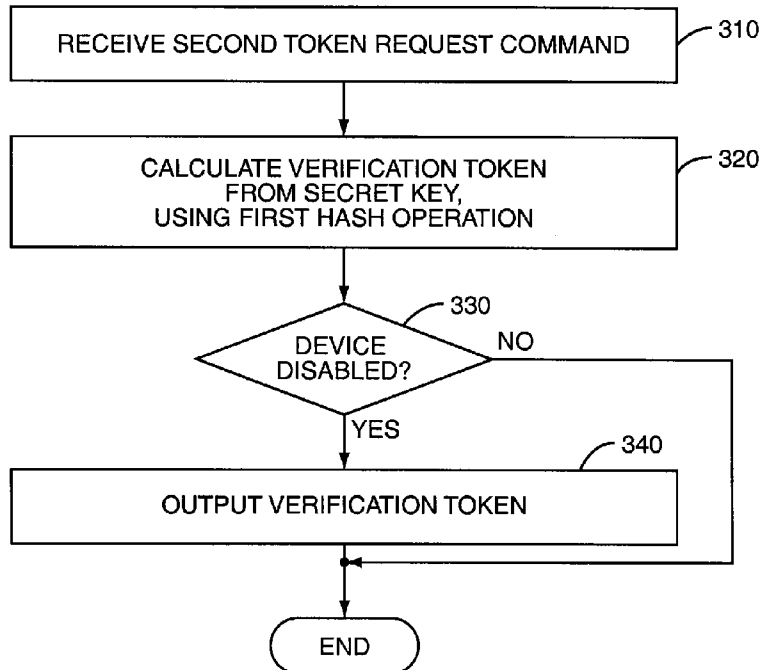 RECEIVE SECOND TOKEN REQUEST COMMAND
310
CALCULATE VERIFICATION TOKEN
FROM SECRET KEY,
USING FIRST HASH OPERATION
320
330
DEVICE
DISABLED?
NO
YES
340
OUTPUT VERIFICATION TOKEN
END